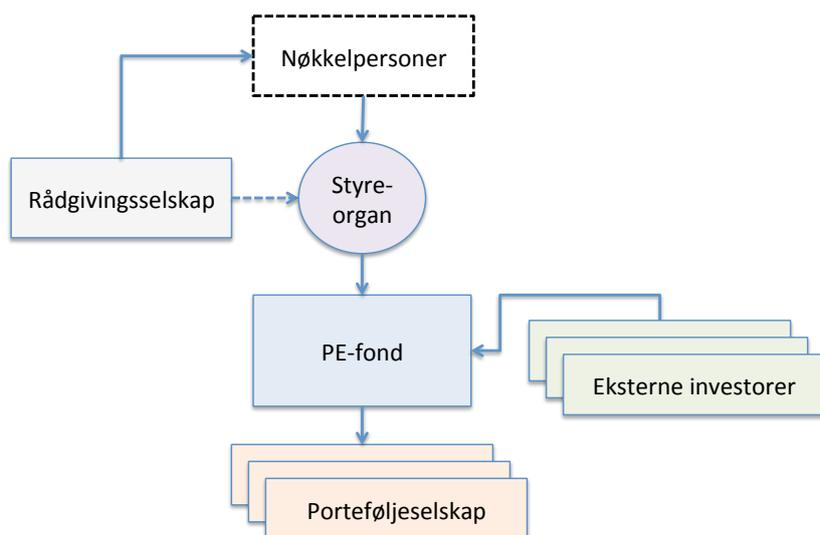 Nøkkelpersoner
Rådgivingsselskap
Styre-
organ
PE-fond
Eksterne investorer
Porteføljeselskap